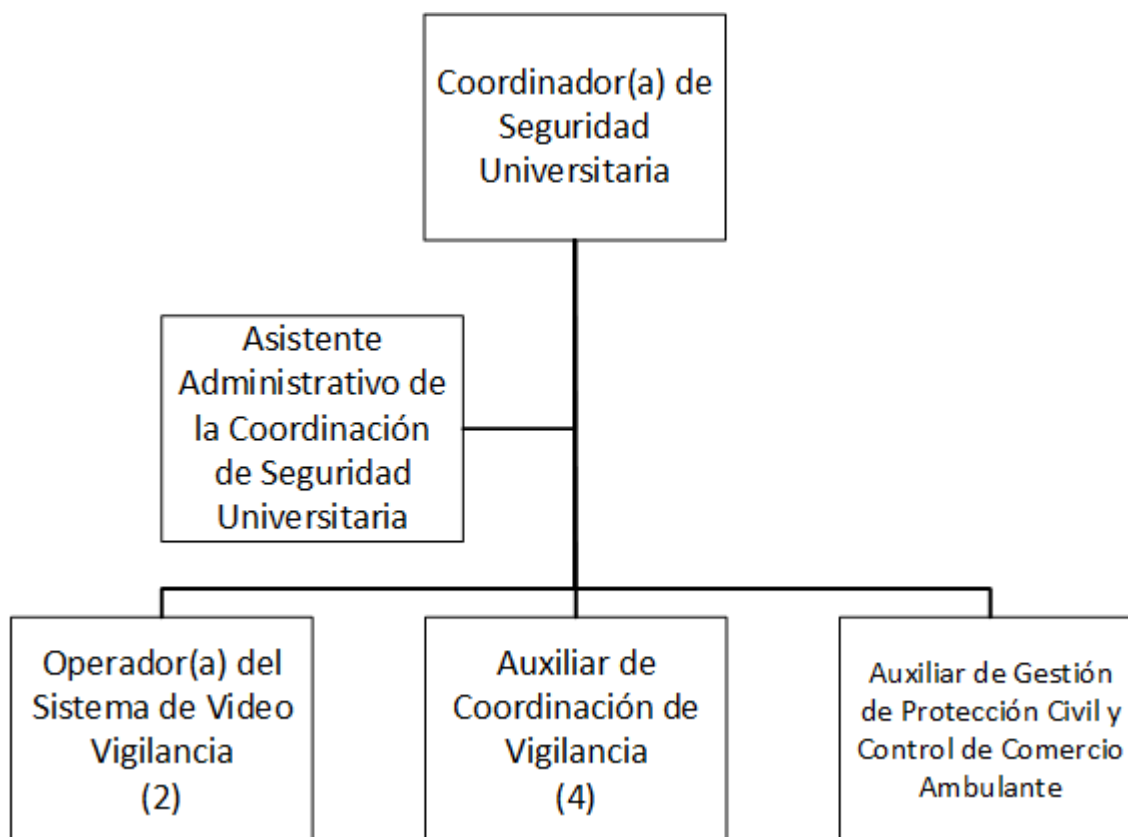 Coordinador(a) de
Seguridad
Universitaria
Asistente
Administrativo de
la Coordinación
de Seguridad
Universitaria
Operador(a) del
Sistema de Video
Vigilancia
(2)
Auxiliar de
Coordinación de
Vigilancia
(4)
Auxiliar de Gestión
de Protección Civil y
Control de Comercio
Ambulante